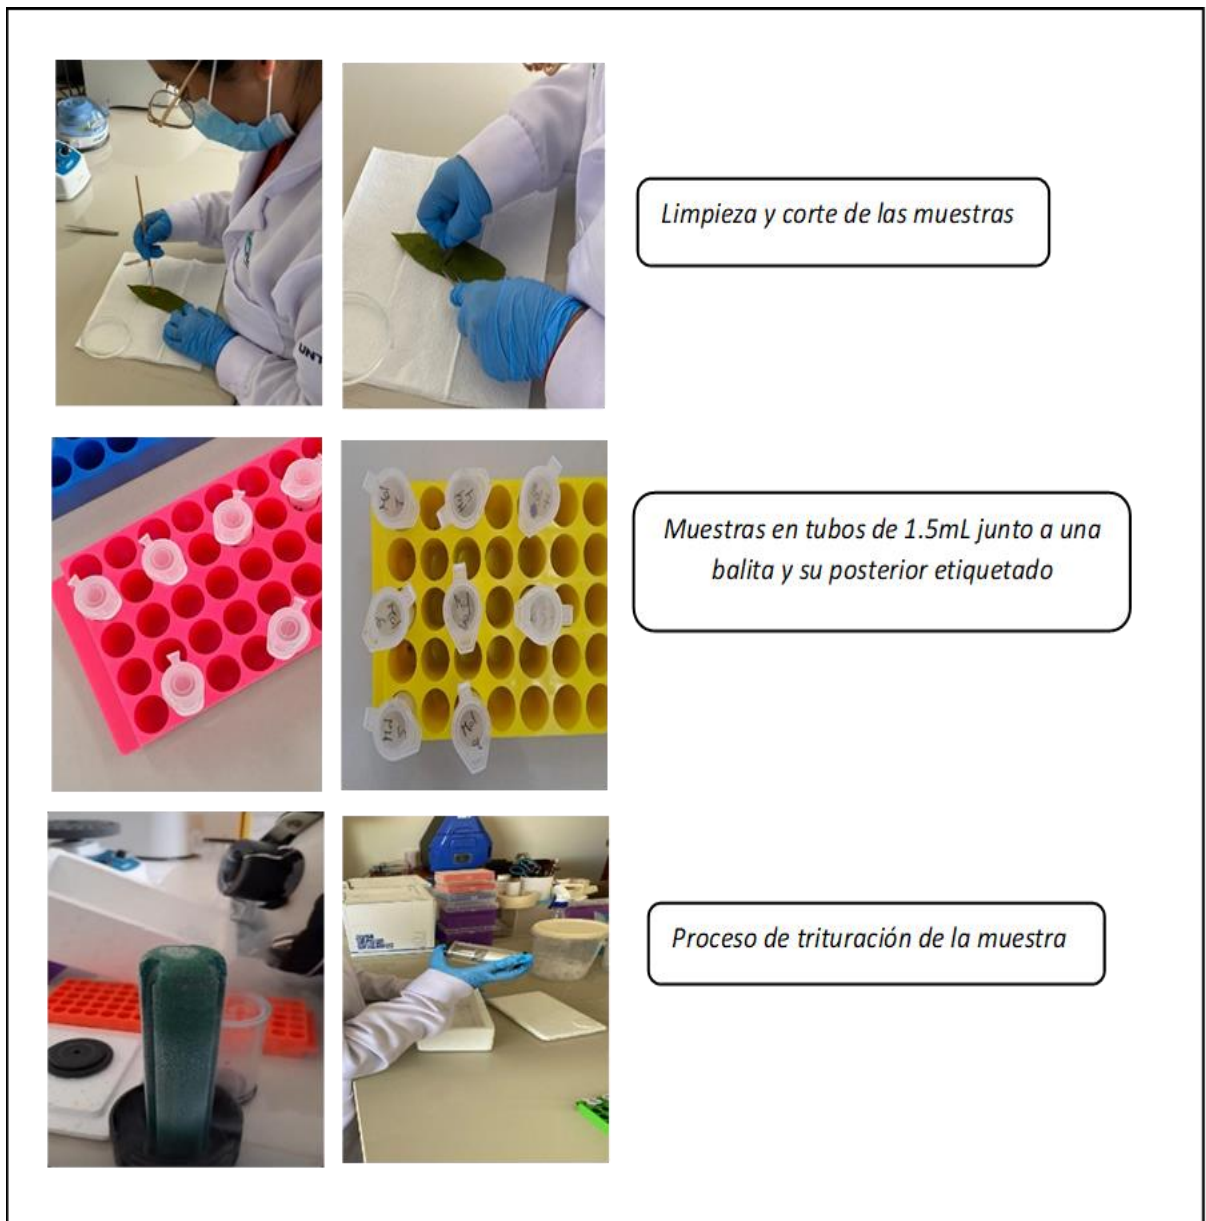 Limpieza y corte de las muestras
Muestras en tubos de 1.5mL junto a una
balita y su posterior etiquetado
Proceso de trituración de la muestra